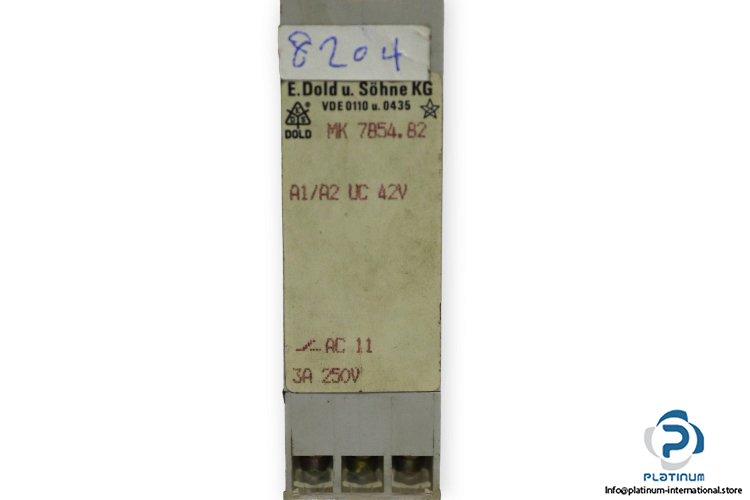 8204
E.Dold u. Söhne KG
VDE 0110 u. 0435
DOLD
MK 7854.82
A1/A2 UC 42V
AC 11
3A 250V
PLATINUM
Info@platinum-international.store